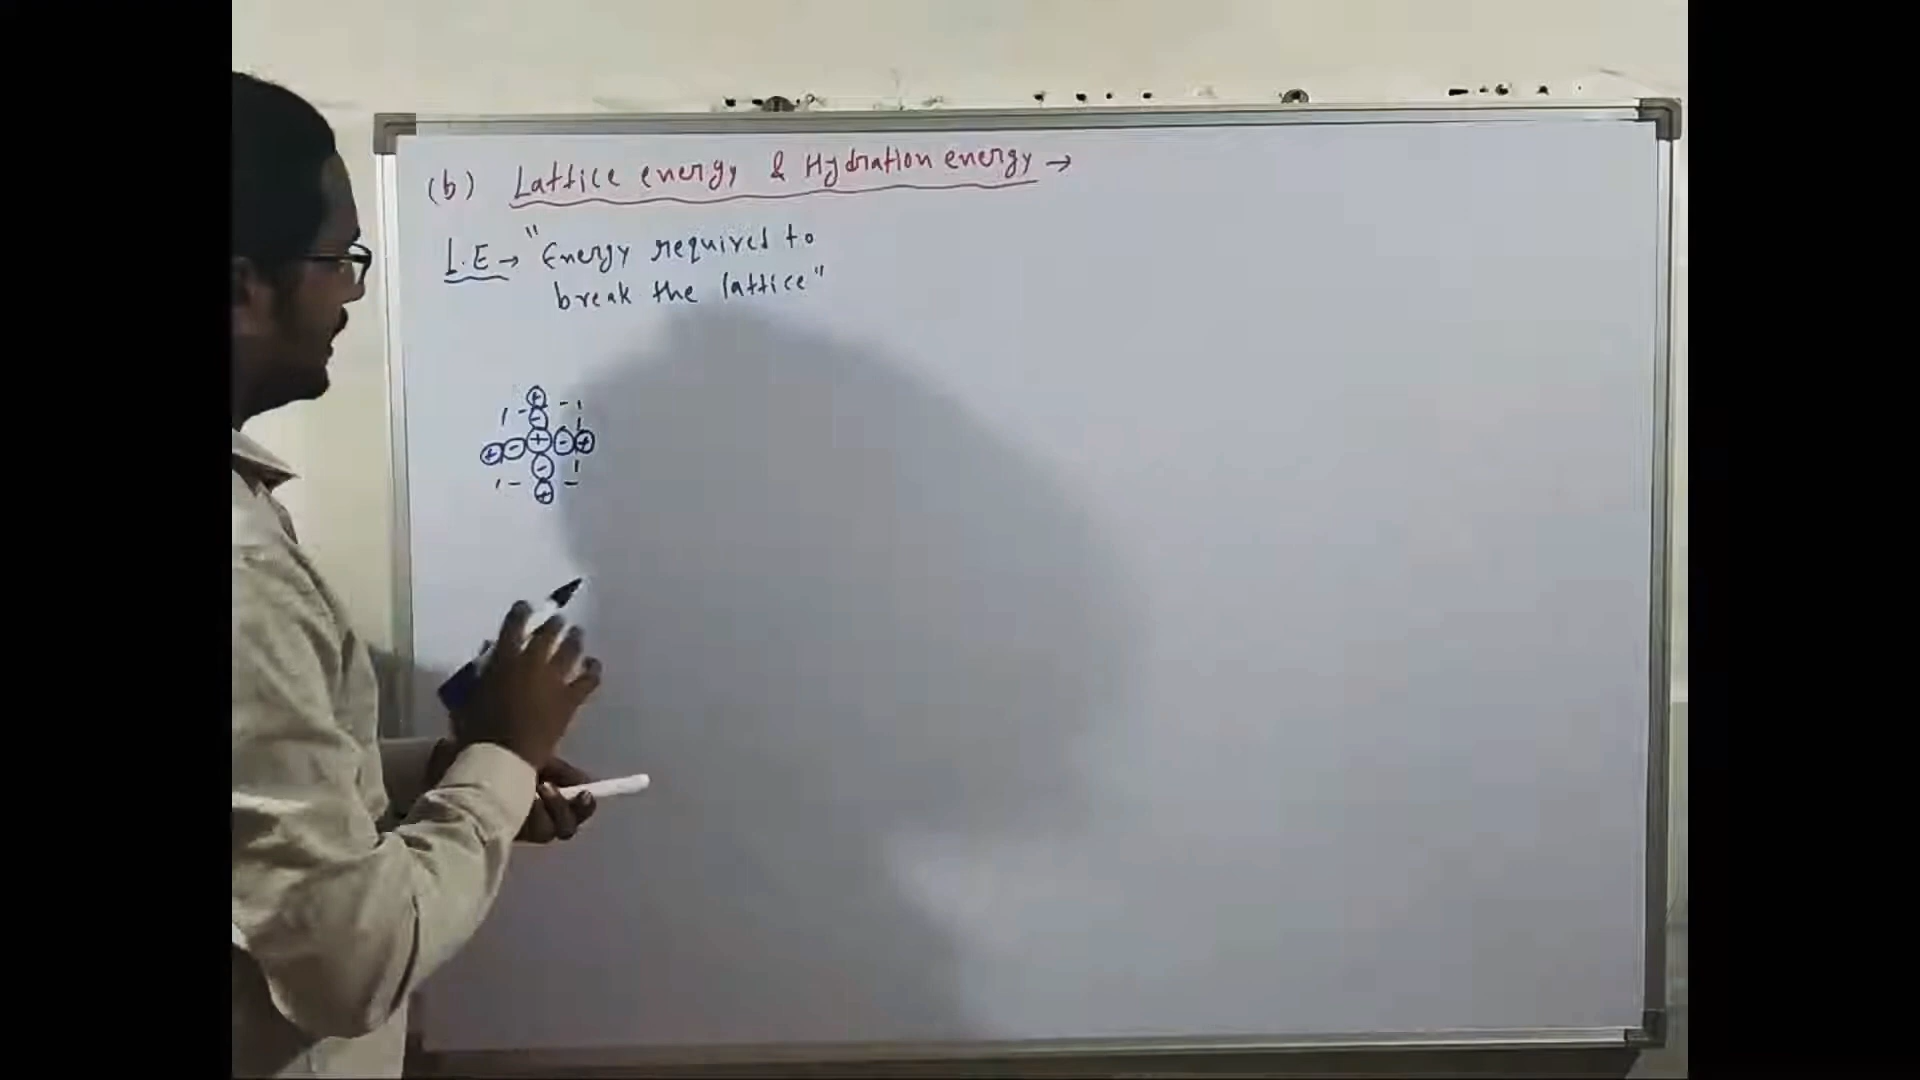 (b) Lattice energy & Hydration energy →
L.E → "Energy required to
break the lattice"
+
-
+ - + - +
-
+